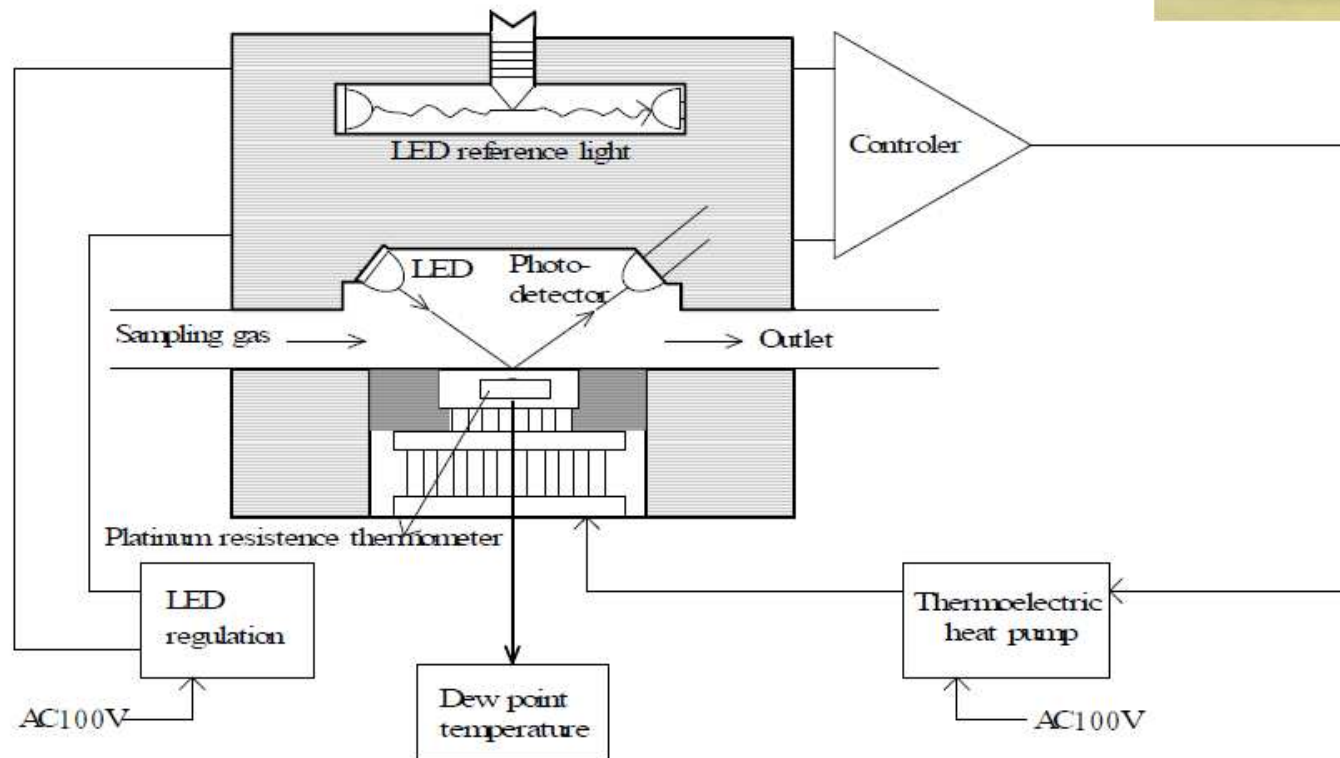 LED reference light
Controler
LED
Photo-
detector
Sampling gas
Outlet
Platinum resistence thermometer
LED
regulation
Thermoelectric
heat pump
Dew point
temperature
AC100V
AC100V